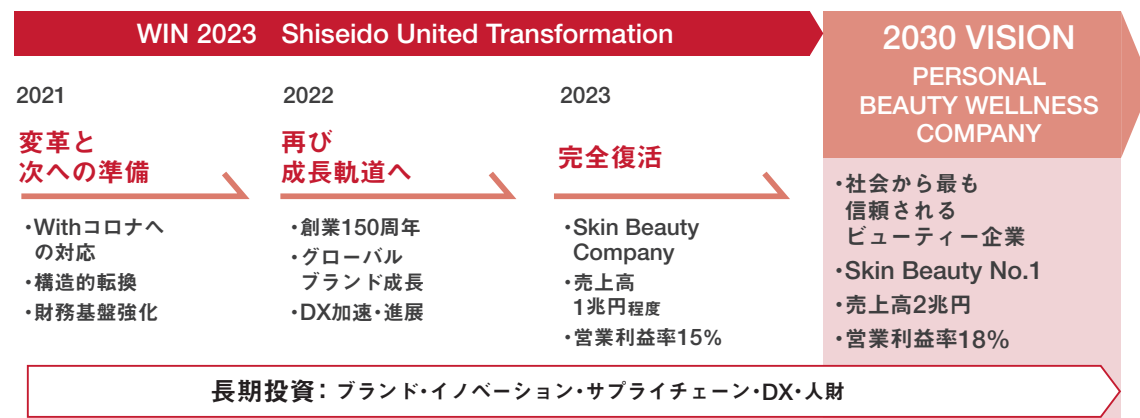 WIN 2023 Shiseido United Transformation
2021
変革と
次への準備
・Withコロナへ
の対応
・構造的転換
・財務基盤強化
2022
再び
成長軌道へ
・創業150周年
・グローバル
ブランド成長
・DX加速・進展
2023
完全復活
・Skin Beauty
Company
・売上高
1兆円程度
・営業利益率15%
2030 VISION
PERSONAL
BEAUTY WELLNESS
COMPANY
・社会から最も
信頼される
ビューティー企業
・Skin Beauty No.1
・売上高2兆円
・営業利益率18%
長期投資：ブランド・イノベーション・サプライチェーン・DX・人財